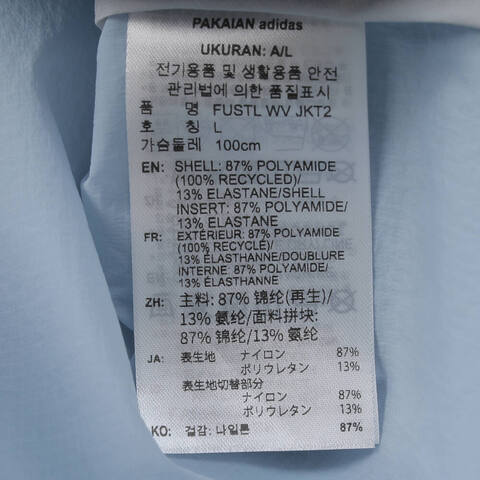 PAKAIAN adidas
UKURAN: A/L
전기용품 및 생활용품 안전
관리법에 의한 품질표시
품 명 FUSTL WV JKT2
호 칭 L
가슴둘레 100cm
EN: SHELL: 87% POLYAMIDE
(100% RECYCLED)/
13% ELASTANE/SHELL
INSERT: 87% POLYAMIDE/
13% ELASTANE
FR: EXTÉRIEUR: 87% POLYAMIDE
(100% RECYCLÉ)/
13% ÉLASTHANNE/DOUBLURE
INTERNE: 87% POLYAMIDE/
13% ÉLASTHANNE
ZH: 主料: 87% 锦纶(再生)/
13% 氨纶/面料拼块:
87% 锦纶/13% 氨纶
JA: 表生地 ナイロン 87%
ポリウレタン 13%
表生地切替部分
ナイロン 87%
ポリウレタン 13%
KO: 겉감: 나일론 87%